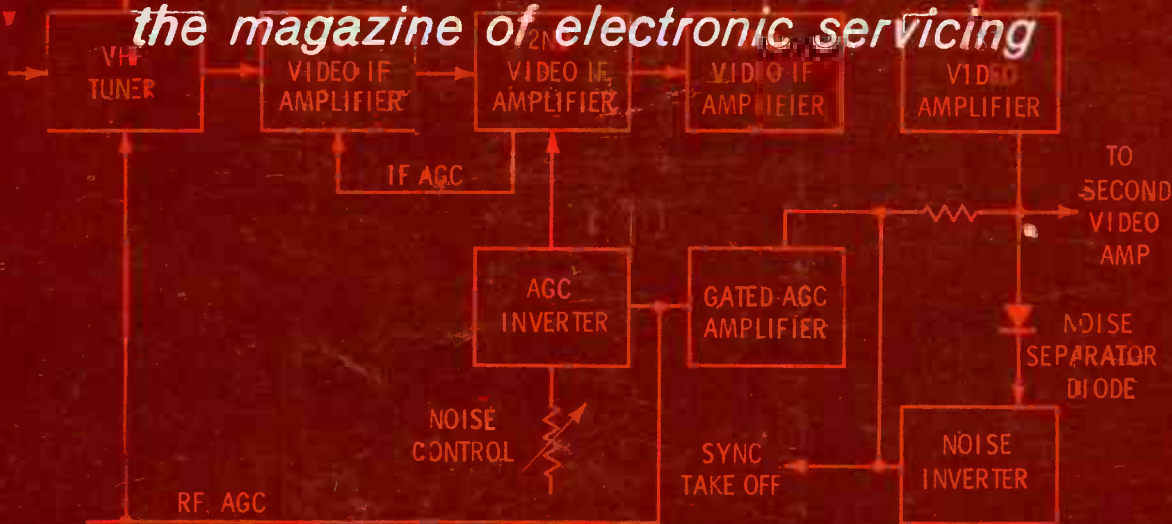 the magazine of electronic servicing
VHF
TUNER
VIDEO IF
AMPLIFIER
VIDEO IF
AMPLIFIER
VIDEO IF
AMPLIFIER
VIDEO
AMPLIFIER
IF AGC
TO
SECOND
VIDEO
AMP
AGC
INVERTER
GATED AGC
AMPLIFIER
NOISE
SEPARATOR
DIODE
NOISE
CONTROL
SYNC
TAKE OFF
NOISE
INVERTER
RF AGC